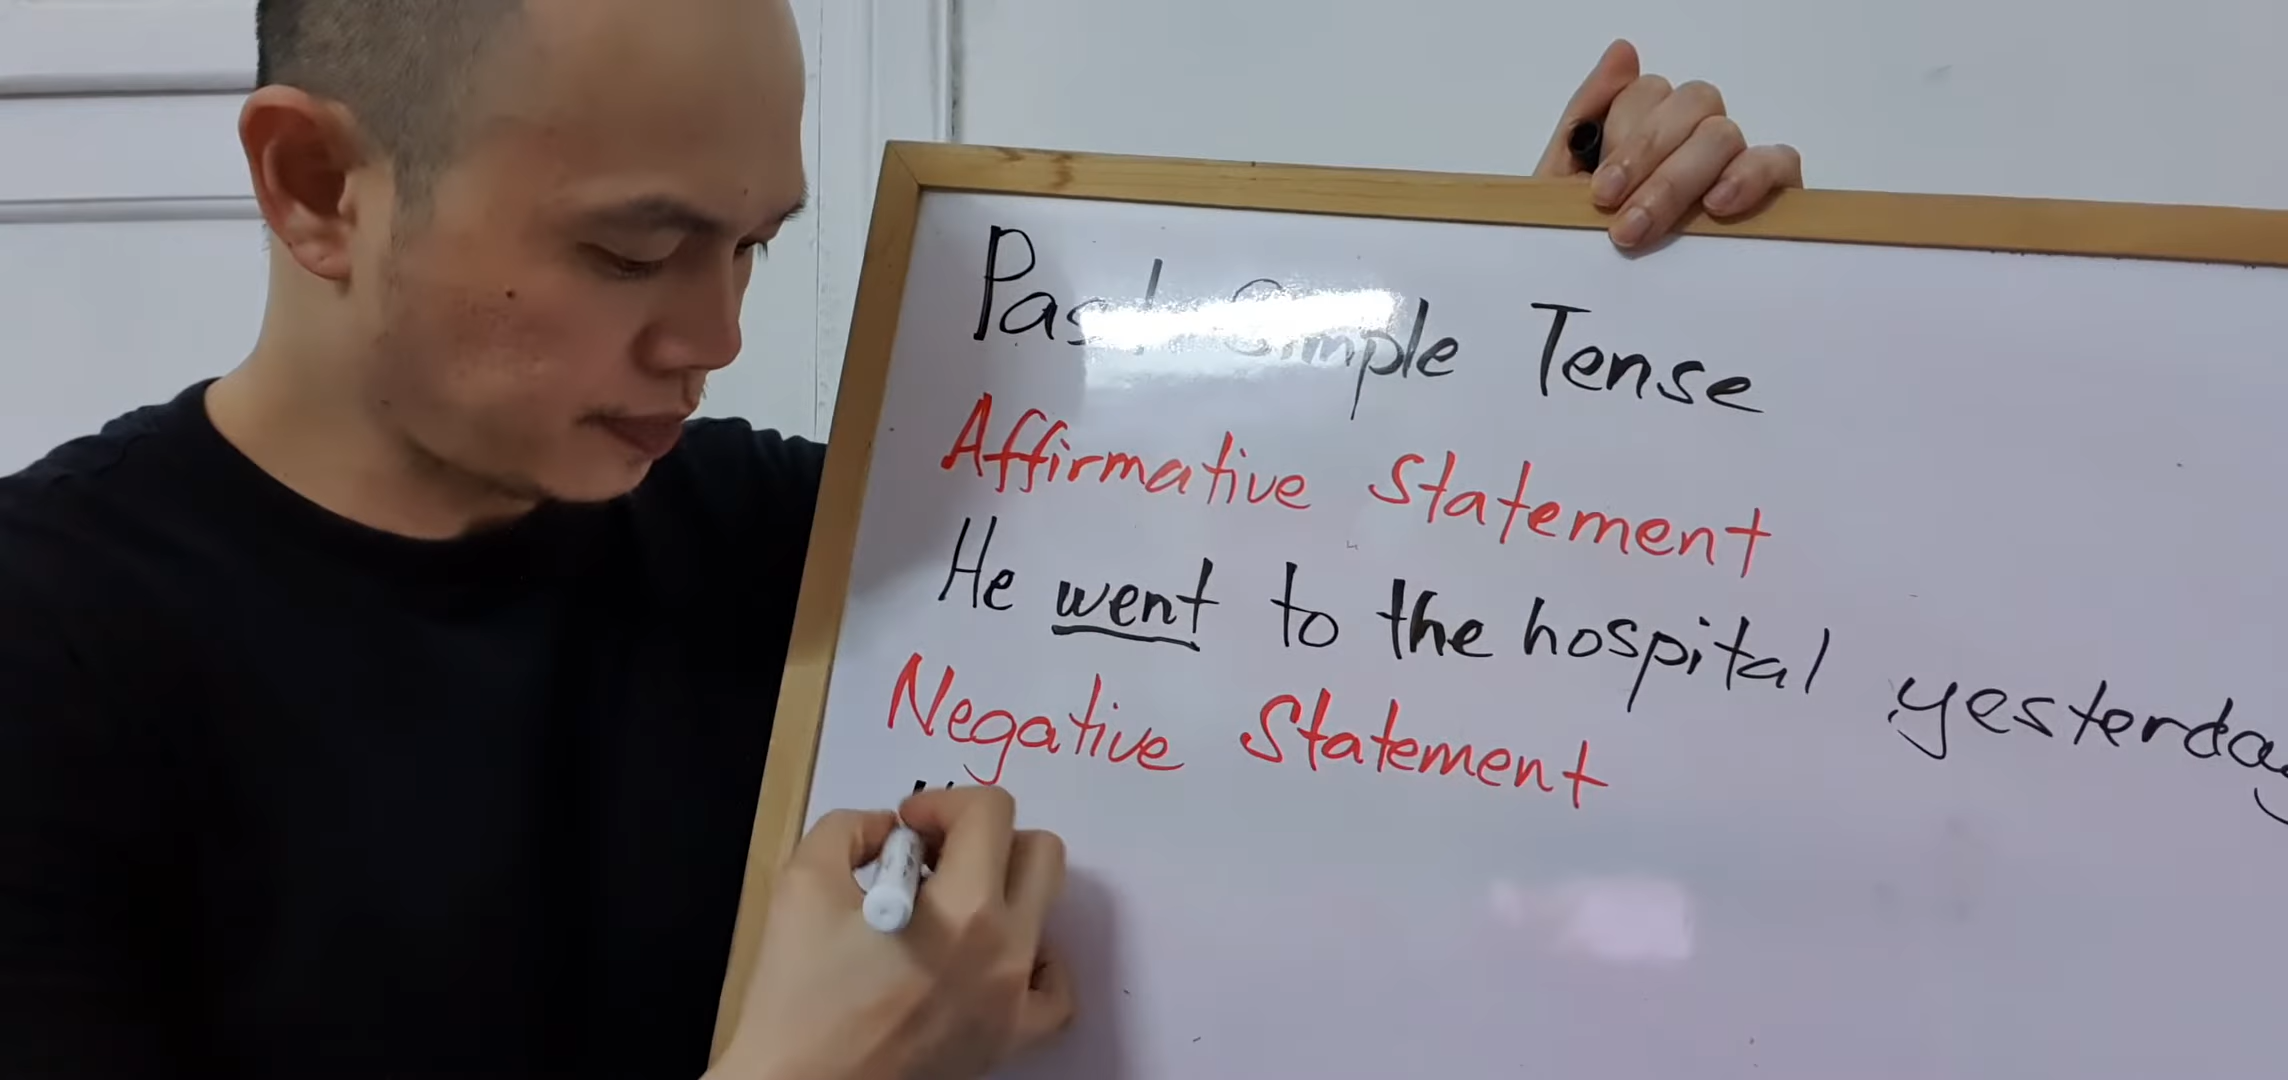 Past Simple Tense
Affirmative Statement
He went to the hospital yesterday
Negative Statement